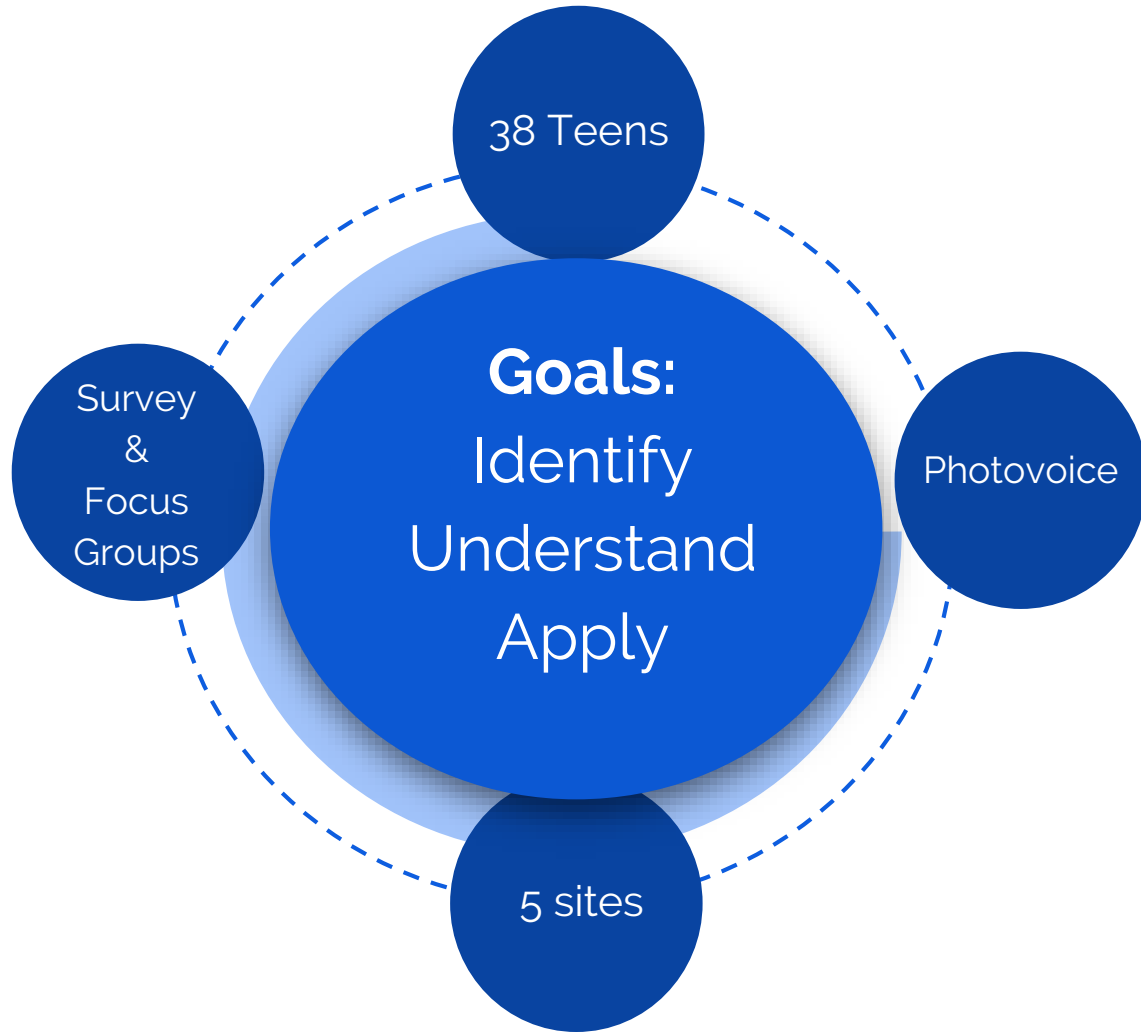 38 Teens
Survey
&
Focus
Groups
Goals:
Identify
Understand
Apply
Photovoice
5 sites